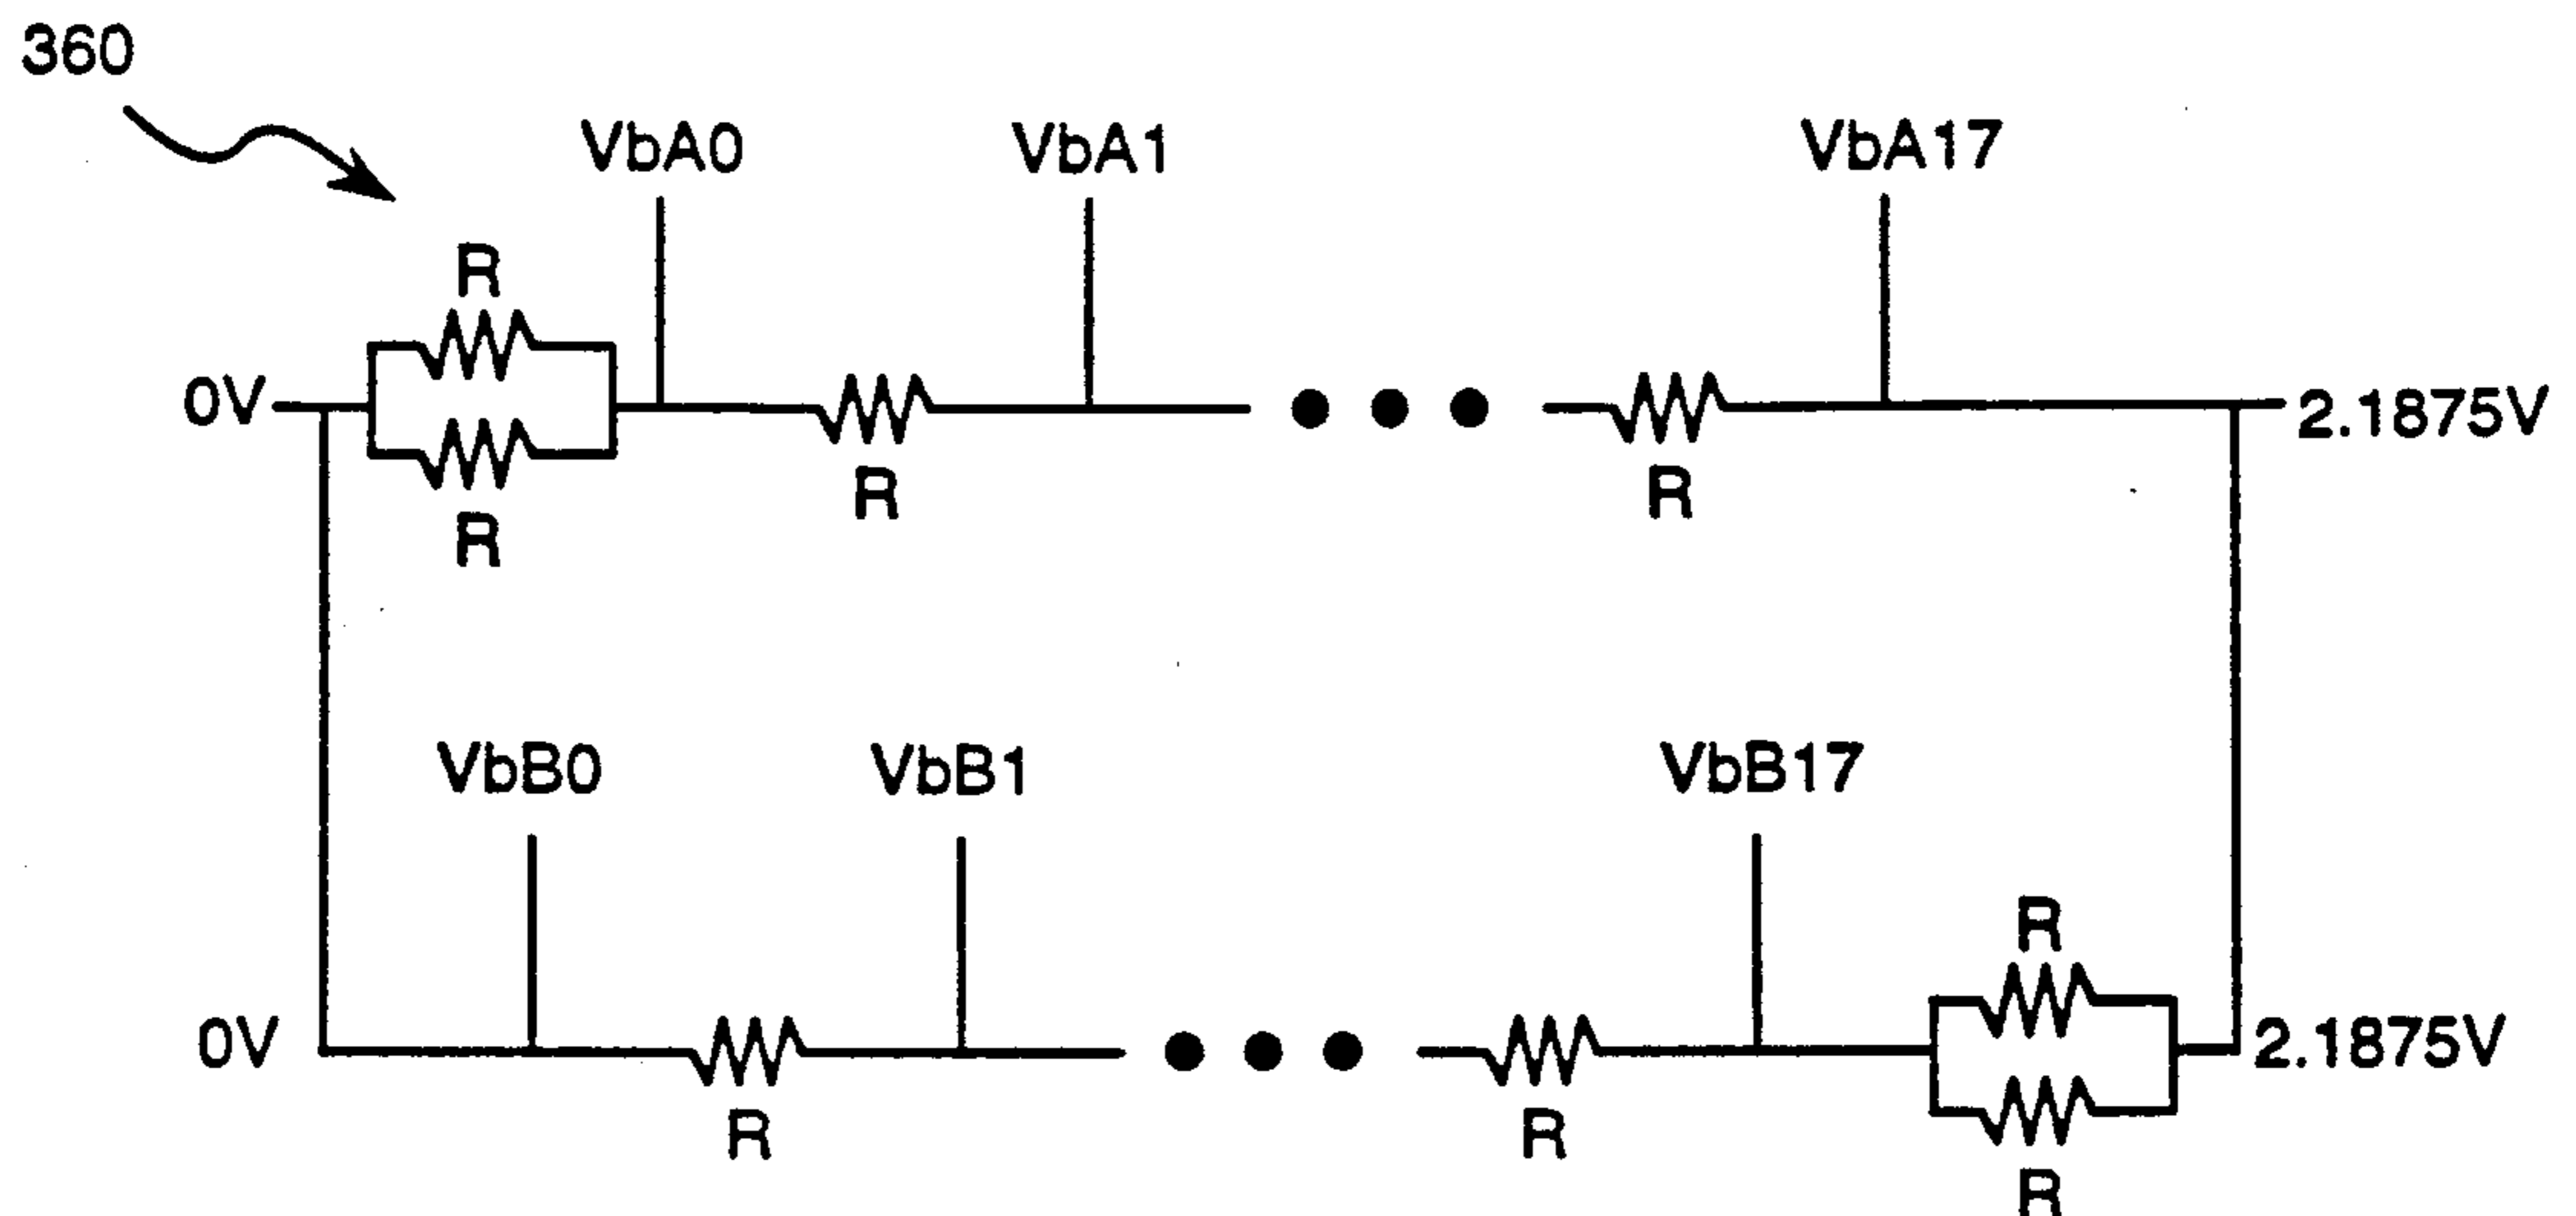 360
VbA0 VbA1 VbA17
R
0V 2.1875V
R R
R
VbB0 VbB1 VbB17
R
0V 2.1875V
R R
R